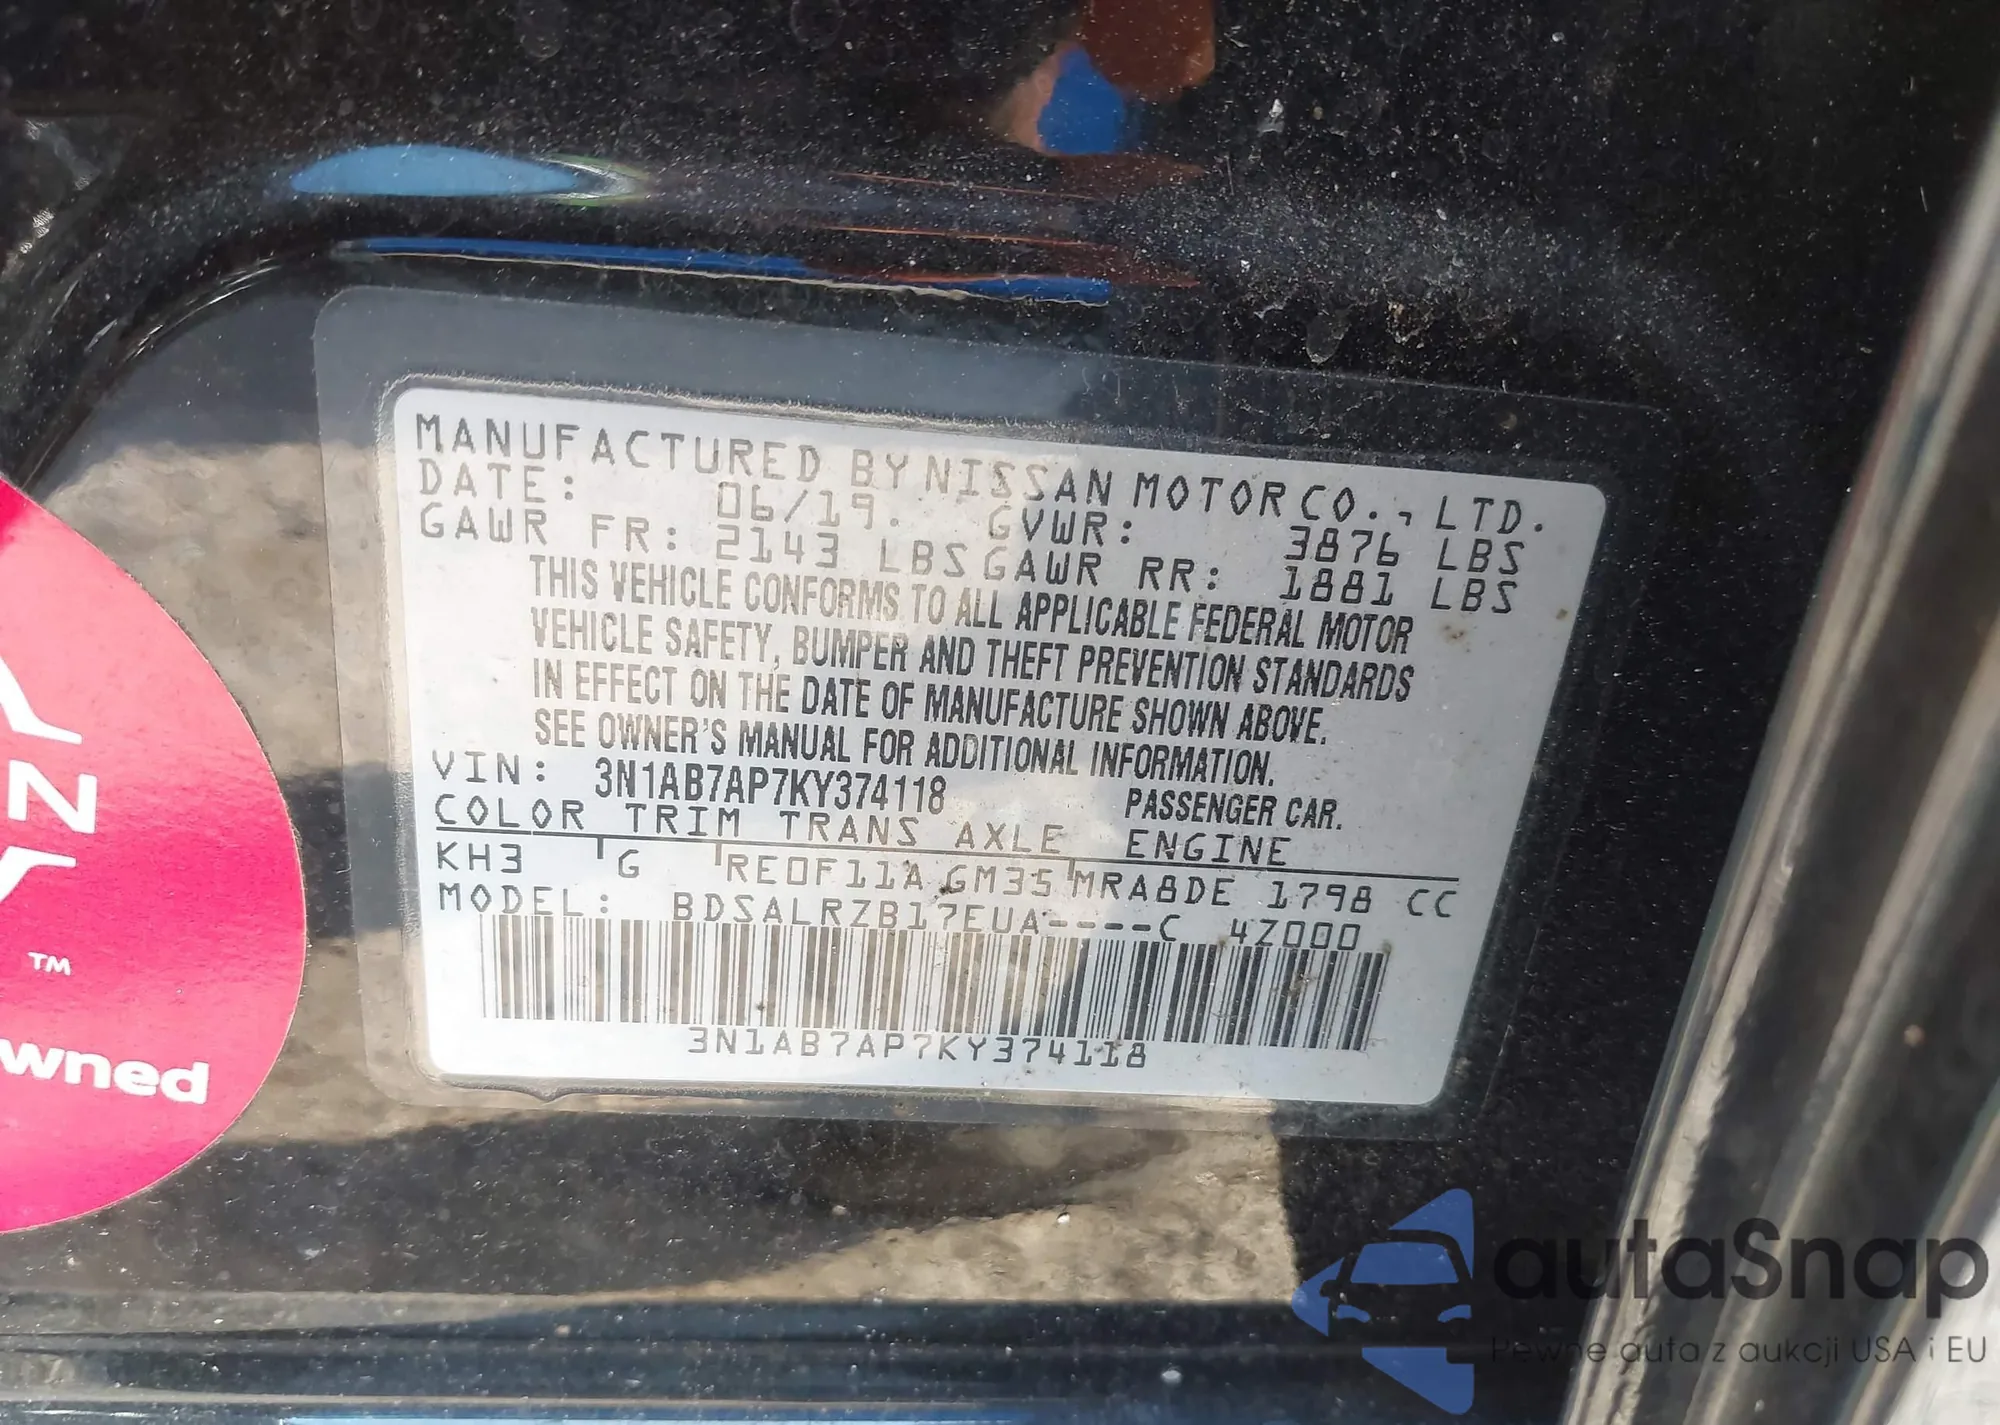 MANUFACTURED BY NISSAN MOTOR CO., LTD.
DATE: 06/19. GVWR: 3876 LBS
GAWR FR: 2143 LBS GAWR RR: 1881 LBS
THIS VEHICLE CONFORMS TO ALL APPLICABLE FEDERAL MOTOR
VEHICLE SAFETY, BUMPER AND THEFT PREVENTION STANDARDS
IN EFFECT ON THE DATE OF MANUFACTURE SHOWN ABOVE.
SEE OWNER'S MANUAL FOR ADDITIONAL INFORMATION.
VIN: 3N1AB7AP7KY374118 PASSENGER CAR.
COLOR TRIM TRANS AXLE ENGINE
KH3 G RE0F11A GM35 MRA8DE 1798 CC
MODEL: BDSALRZB17EUA----C 4Z000
3N1AB7AP7KY374118
N
TM
wned
autaSnap
Pewne auta z aukcji USA i EU